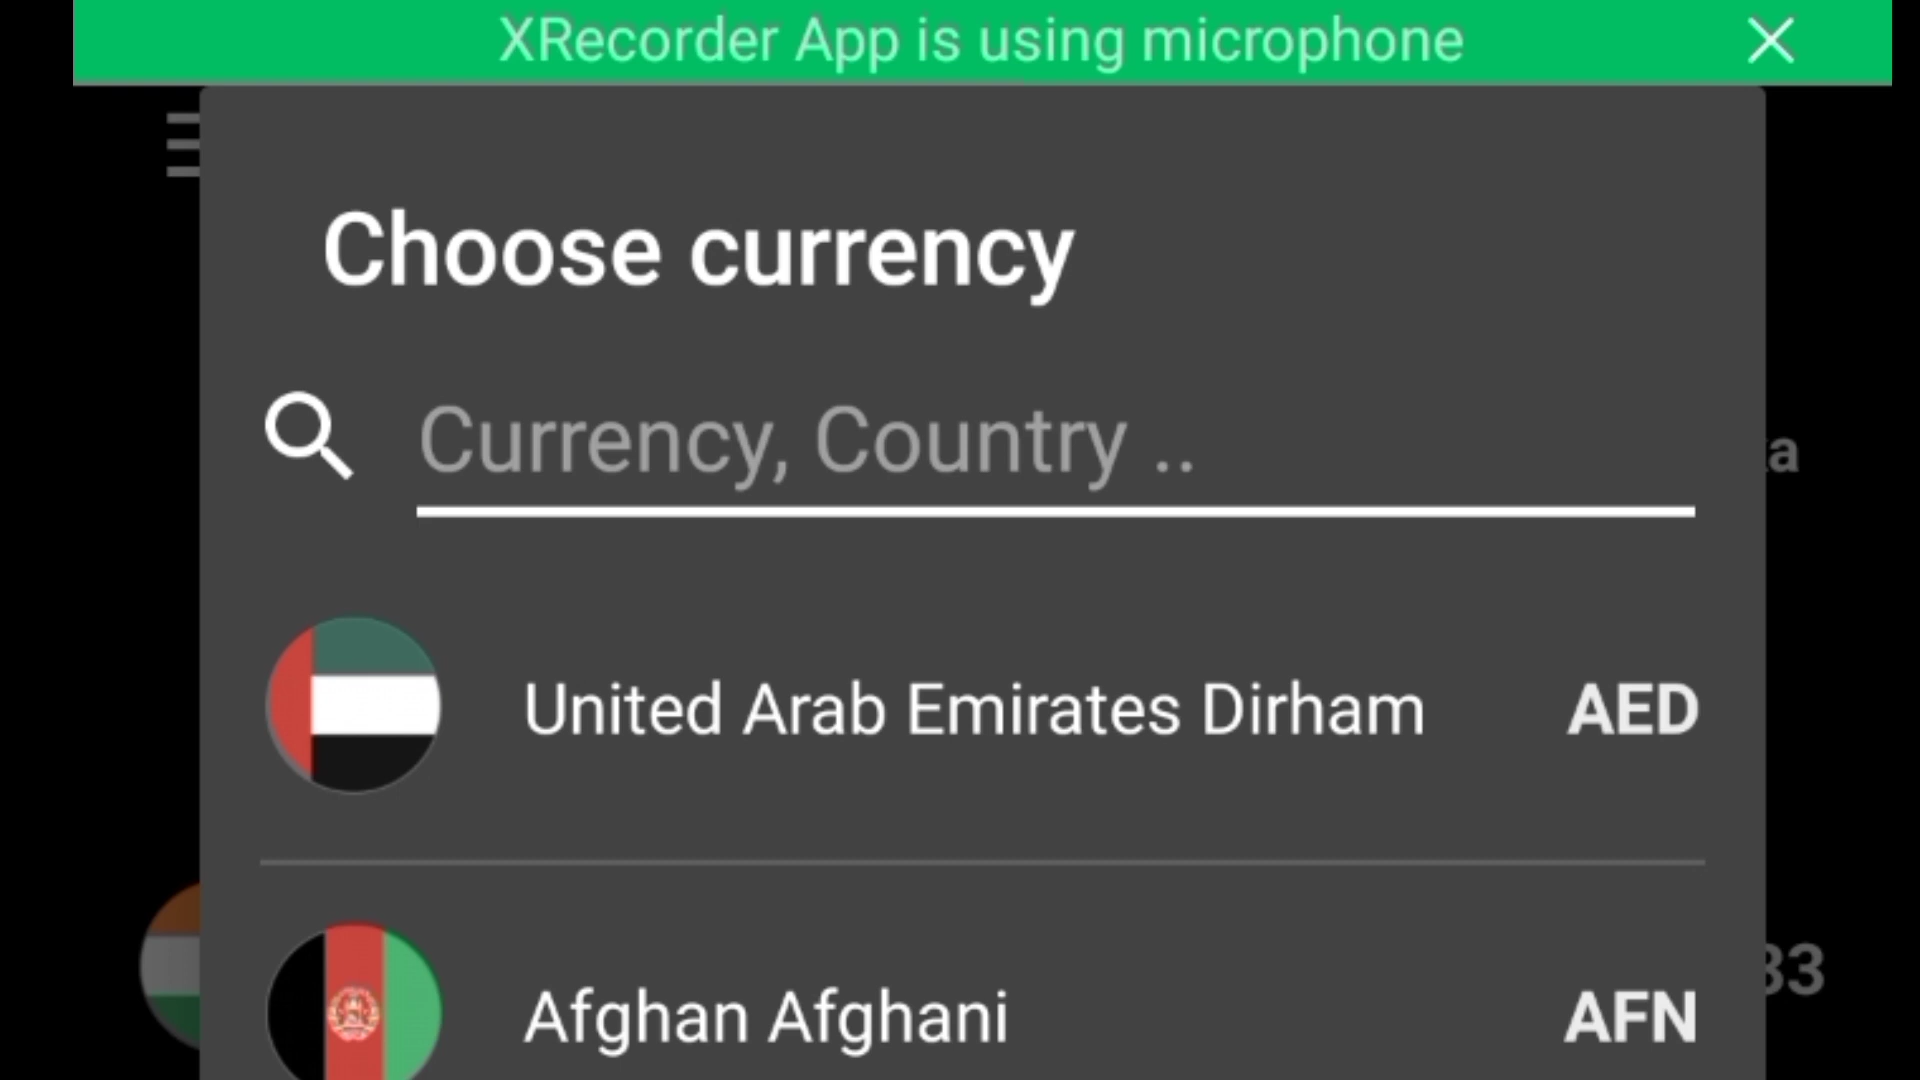 XRecorder App is using microphone
Choose currency
Currency, Country ..
United Arab Emirates Dirham AED
Afghan Afghani AFN